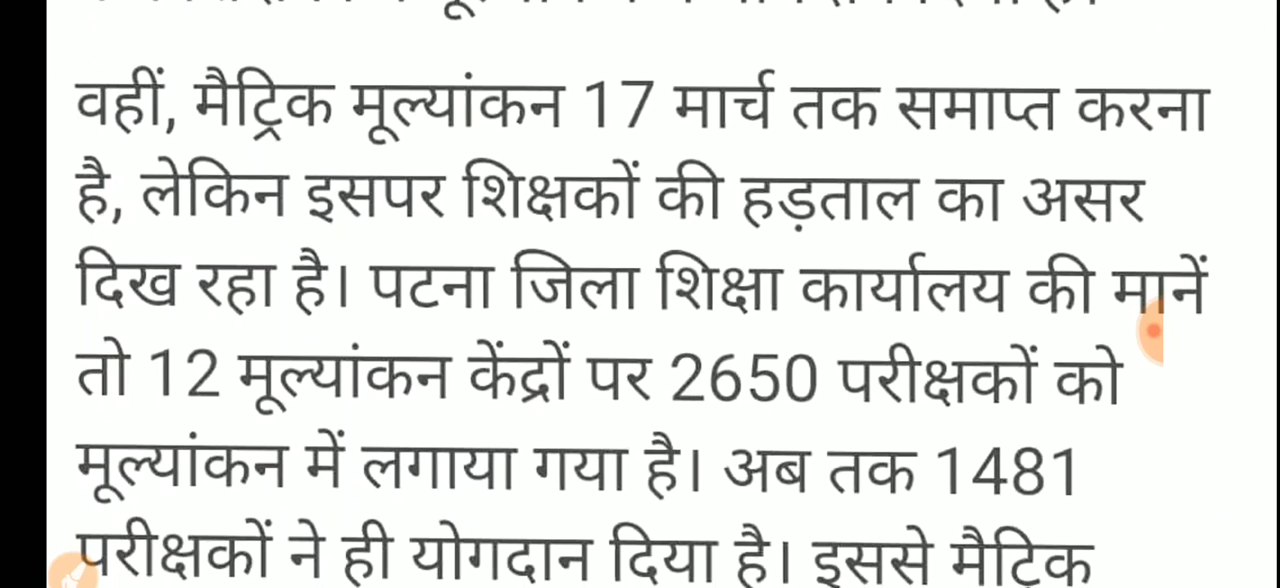 वहीं, मैट्रिक मूल्यांकन 17 मार्च तक समाप्त करना
है, लेकिन इसपर शिक्षकों की हड़ताल का असर
दिख रहा है। पटना जिला शिक्षा कार्यालय की मानें
तो 12 मूल्यांकन केंद्रों पर 2650 परीक्षकों को
मूल्यांकन में लगाया गया है। अब तक 1481
परीक्षकों ने ही योगदान दिया है। इससे मैट्रिक